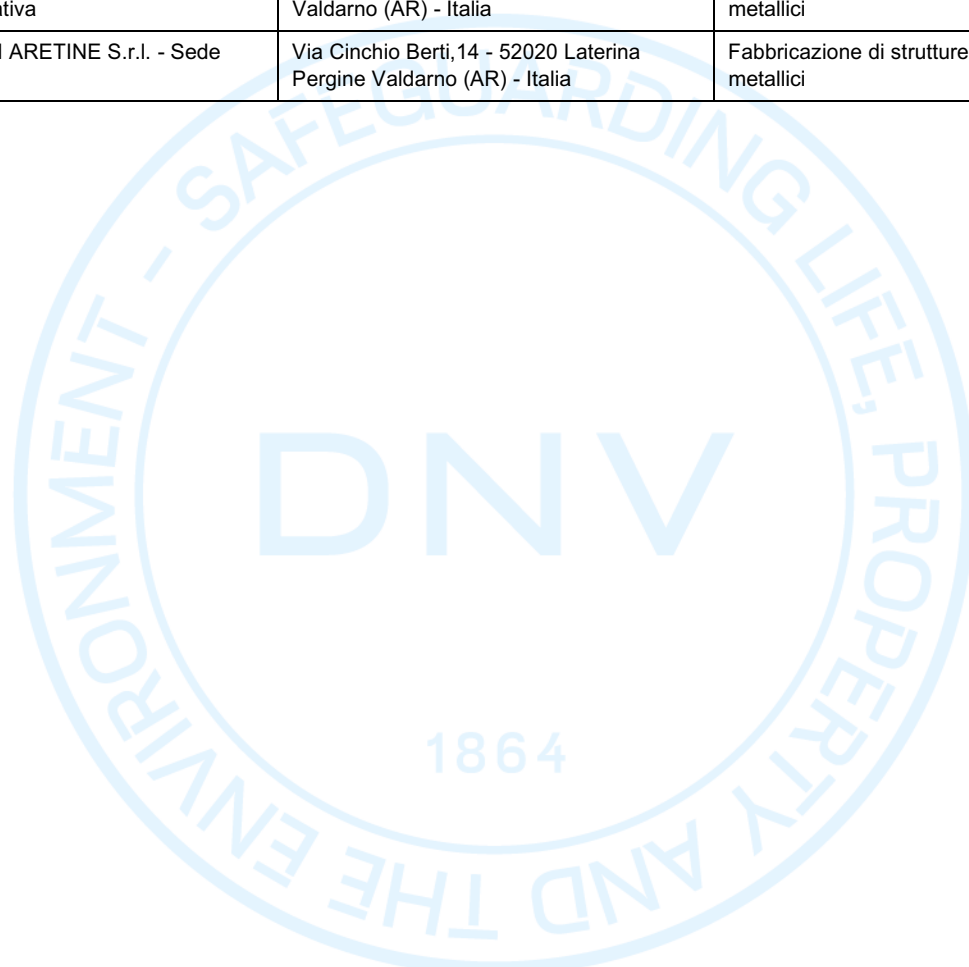 ativa
Valdarno (AR) - Italia
metallici
ARETINE S.r.l. - Sede
Via Cinchio Berti,14 - 52020 Laterina
Pergine Valdarno (AR) - Italia
Fabbricazione di strutture
metallici
SAFEGUARDING LIFE, PROPERTY AND THE ENVIRONMENT -
DNV
1864